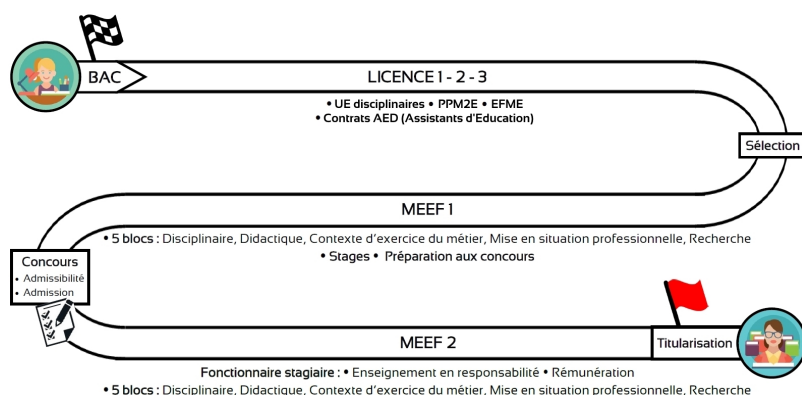 BAC
LICENCE 1 - 2 - 3
• UE disciplinaires • PPM2E • EFME
• Contrats AED (Assistants d'Education)
Sélection
MEEF 1
• 5 blocs : Disciplinaire, Didactique, Contexte d'exercice du métier, Mise en situation professionnelle, Recherche
• Stages • Préparation aux concours
Concours
• Admissibilité
• Admission
MEEF 2
Titularisation
Fonctionnaire stagiaire : • Enseignement en responsabilité • Rémunération
• 5 blocs : Disciplinaire, Didactique, Contexte d'exercice du métier, Mise en situation professionnelle, Recherche